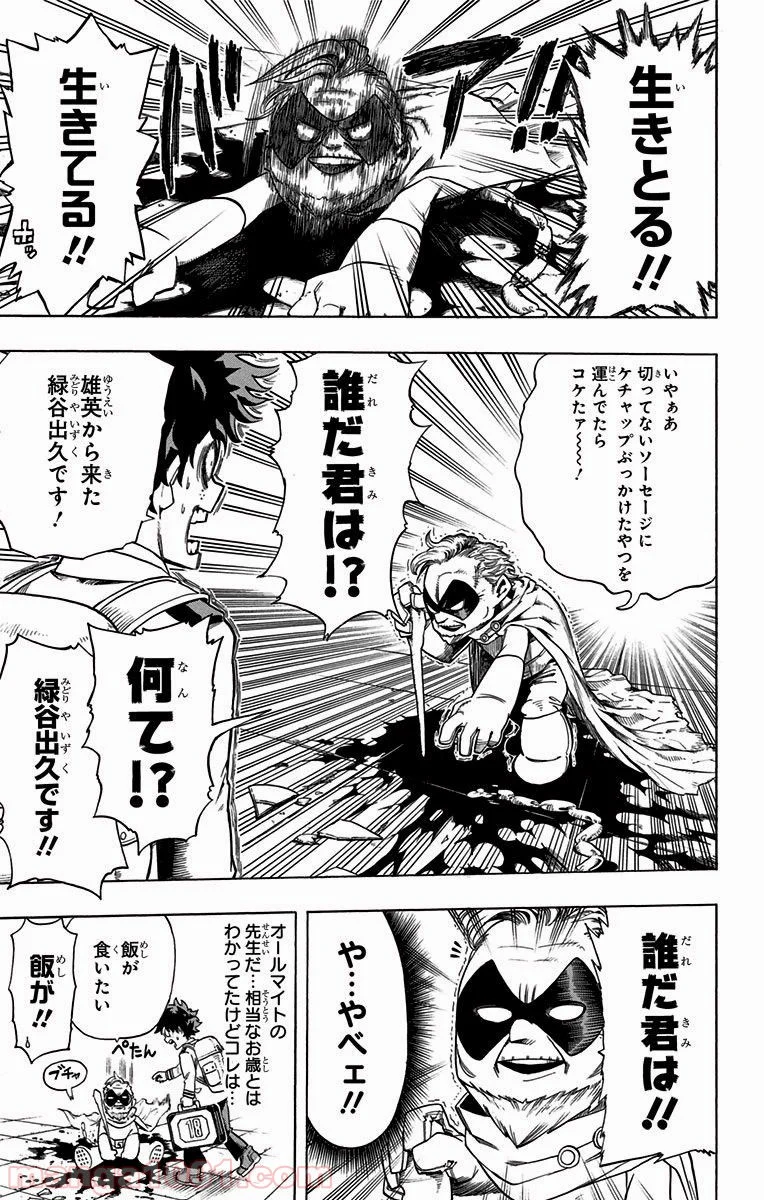 生きとる!!
ア!!
生きてる!!
いやぁあ
切ってないソーセージに
ケチャップぶっかけたやつを
運んでたら
コケたァ〜〜!
誰だ君は!?
雄英から来た
緑谷出久です!
何て!?
緑谷出久です!!
誰だ君は!!
や…やベェ!!
オールマイトの
先生だ…相当なお歳とは
わかってたけどコレは…
飯が
食いたい
ぺたん
飯が!!
ブチャ
18